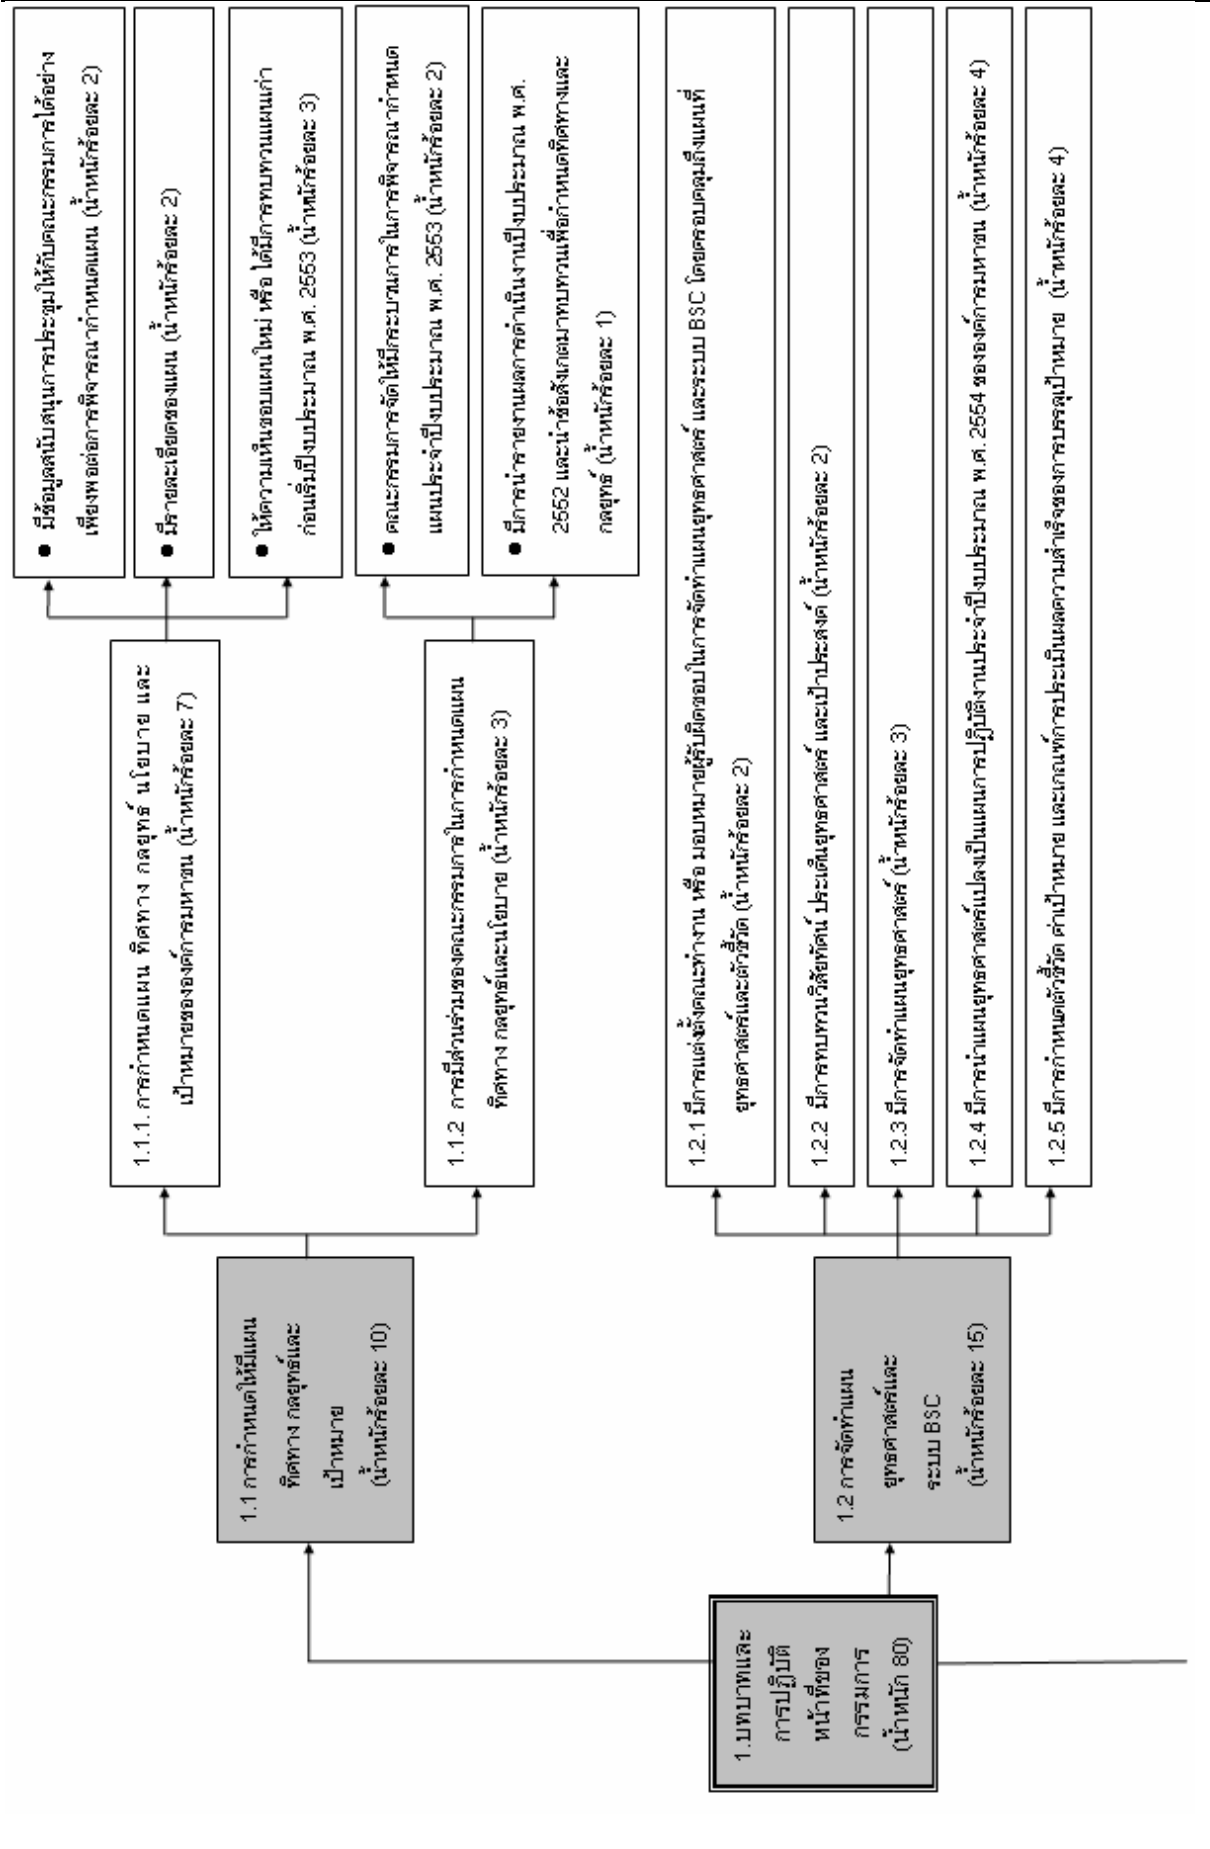 1.บทบาทและ
การปฏิบัติ
หน้าที่ของ
กรรมการ
(น้ำหนัก 80)
1.1 การกำหนดให้มีแผน
ทิศทาง กลยุทธ์และ
เป้าหมาย
(น้ำหนักร้อยละ 10)
1.1.1. การกำหนดแผน ทิศทาง กลยุทธ์ นโยบาย และ
เป้าหมายขององค์การมหาชน (น้ำหนักร้อยละ 7)
● มีข้อมูลสนับสนุนการประชุมให้กับคณะกรรมการได้อย่าง
เพียงพอต่อการพิจารณากำหนดแผน (น้ำหนักร้อยละ 2)
● มีรายละเอียดของแผน (น้ำหนักร้อยละ 2)
● ให้ความเห็นชอบแผนใหม่ หรือ ได้มีการทบทวนแผนเก่า
ก่อนเริ่มปีงบประมาณ พ.ศ. 2553 (น้ำหนักร้อยละ 3)
1.1.2 การมีส่วนร่วมของคณะกรรมการในการกำหนดแผน
ทิศทาง กลยุทธ์และนโยบาย (น้ำหนักร้อยละ 3)
● คณะกรรมการจัดให้มีกระบวนการในการพิจารณากำหนด
แผนประจำปีงบประมาณ พ.ศ. 2553 (น้ำหนักร้อยละ 2)
● มีการนำรายงานผลการดำเนินงานปีงบประมาณ พ.ศ.
2552 และนำข้อสังเกตมาทบทวนเพื่อกำหนดทิศทางและ
กลยุทธ์ (น้ำหนักร้อยละ 1)
1.2 การจัดทำแผน
ยุทธศาสตร์และ
ระบบ BSC
(น้ำหนักร้อยละ 15)
1.2.1 มีการแต่งตั้งคณะทำงาน หรือ มอบหมายผู้รับผิดชอบในการจัดทำแผนยุทธศาสตร์ และระบบ BSC โดยครอบคลุมถึงแผนที่
ยุทธศาสตร์และตัวชี้วัด (น้ำหนักร้อยละ 2)
1.2.2 มีการทบทวนวิสัยทัศน์ ประเด็นยุทธศาสตร์ และเป้าประสงค์ (น้ำหนักร้อยละ 2)
1.2.3 มีการจัดทำแผนยุทธศาสตร์ (น้ำหนักร้อยละ 3)
1.2.4 มีการนำแผนยุทธศาสตร์แปลงเป็นแผนการปฏิบัติงานประจำปีงบประมาณ พ.ศ. 2554 ขององค์การมหาชน (น้ำหนักร้อยละ 4)
1.2.5 มีการกำหนดตัวชี้วัด ค่าเป้าหมาย และเกณฑ์การประเมินผลความสำเร็จของการบรรลุเป้าหมาย (น้ำหนักร้อยละ 4)